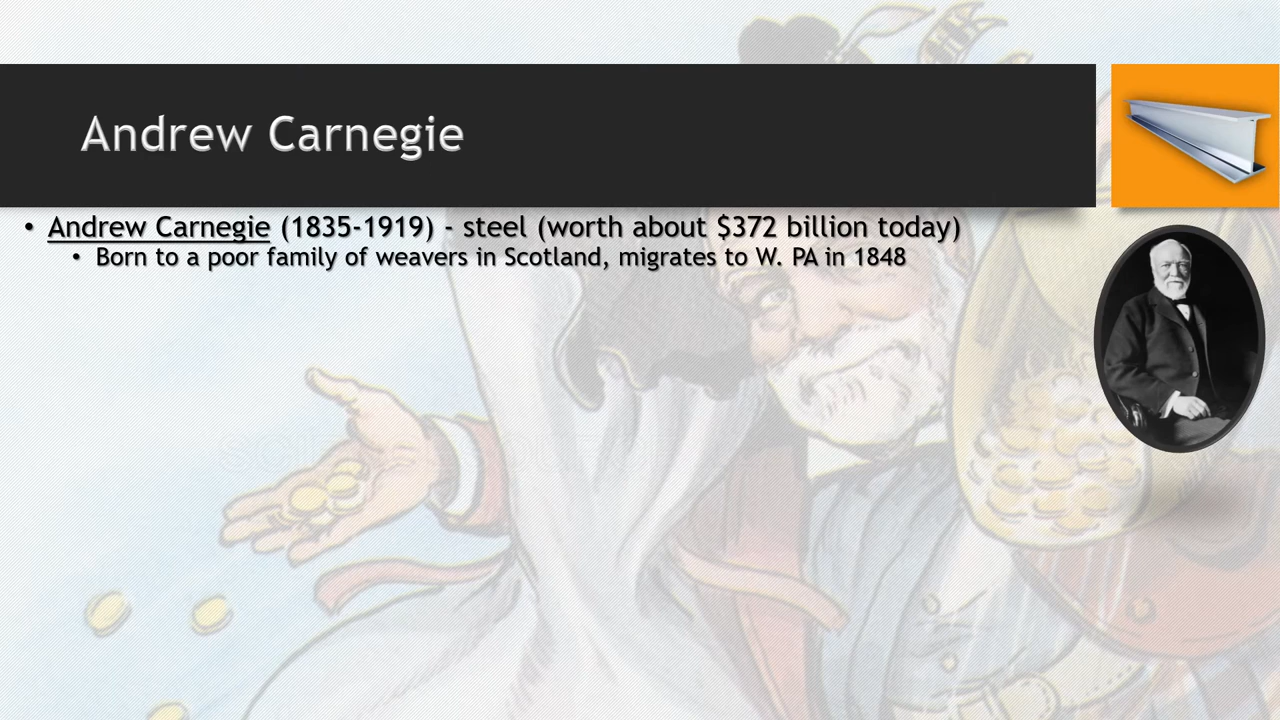 Andrew Carnegie
• Andrew Carnegie (1835-1919) - steel (worth about $372 billion today)
• Born to a poor family of weavers in Scotland, migrates to W. PA in 1848